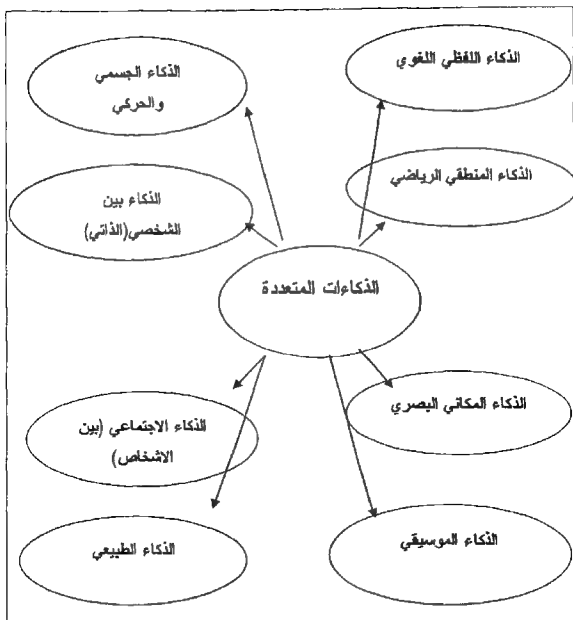 الذكاء اللفظي اللغوي
الذكاء الجسمي
والحركي
الذكاء المنطقي الرياضي
الذكاء بين
الشخصي(الذاتي)
الذكاءات المتعددة
الذكاء المكاني البصري
الذكاء الاجتماعي (بين
الاشخاص)
الذكاء الموسيقي
الذكاء الطبيعي